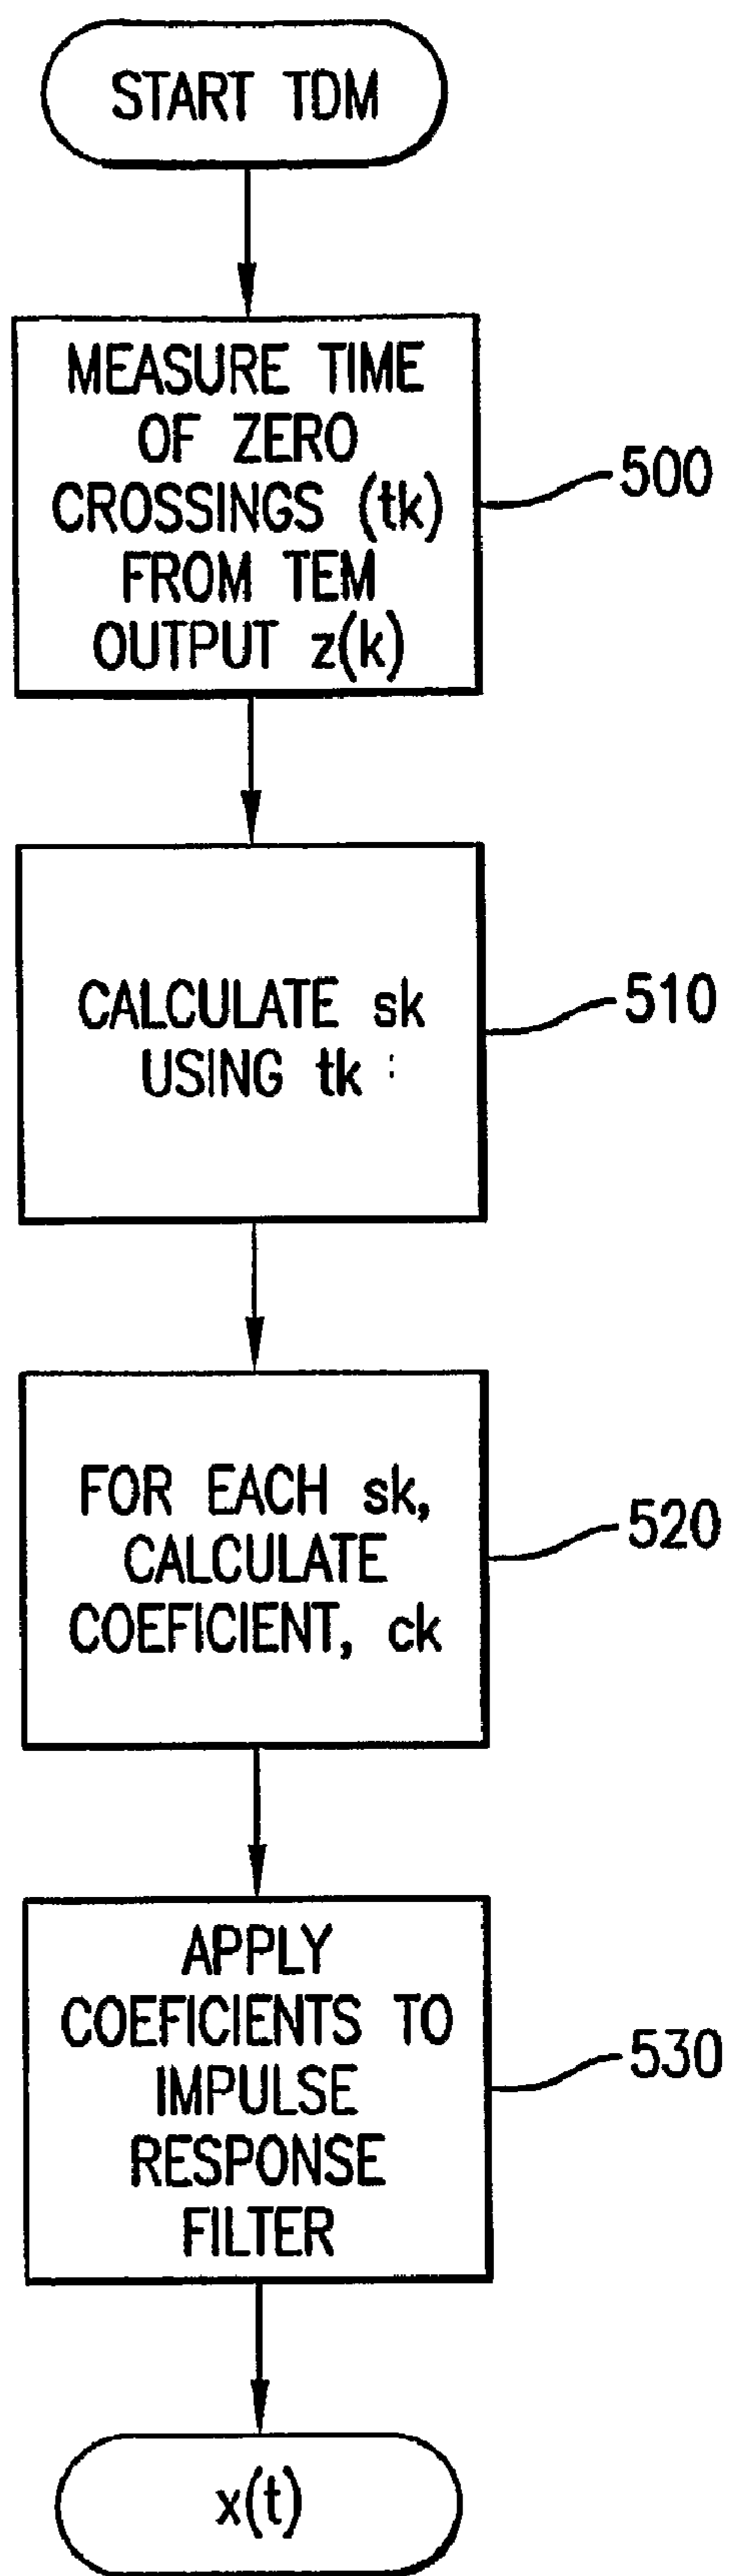 START TDM
MEASURE TIME
OF ZERO
CROSSINGS (tk)
FROM TEM
OUTPUT z(k)
500
CALCULATE sk
USING tk :
510
FOR EACH sk,
CALCULATE
COEFICIENT, ck
520
APPLY
COEFICIENTS TO
IMPULSE
RESPONSE
FILTER
530
x(t)